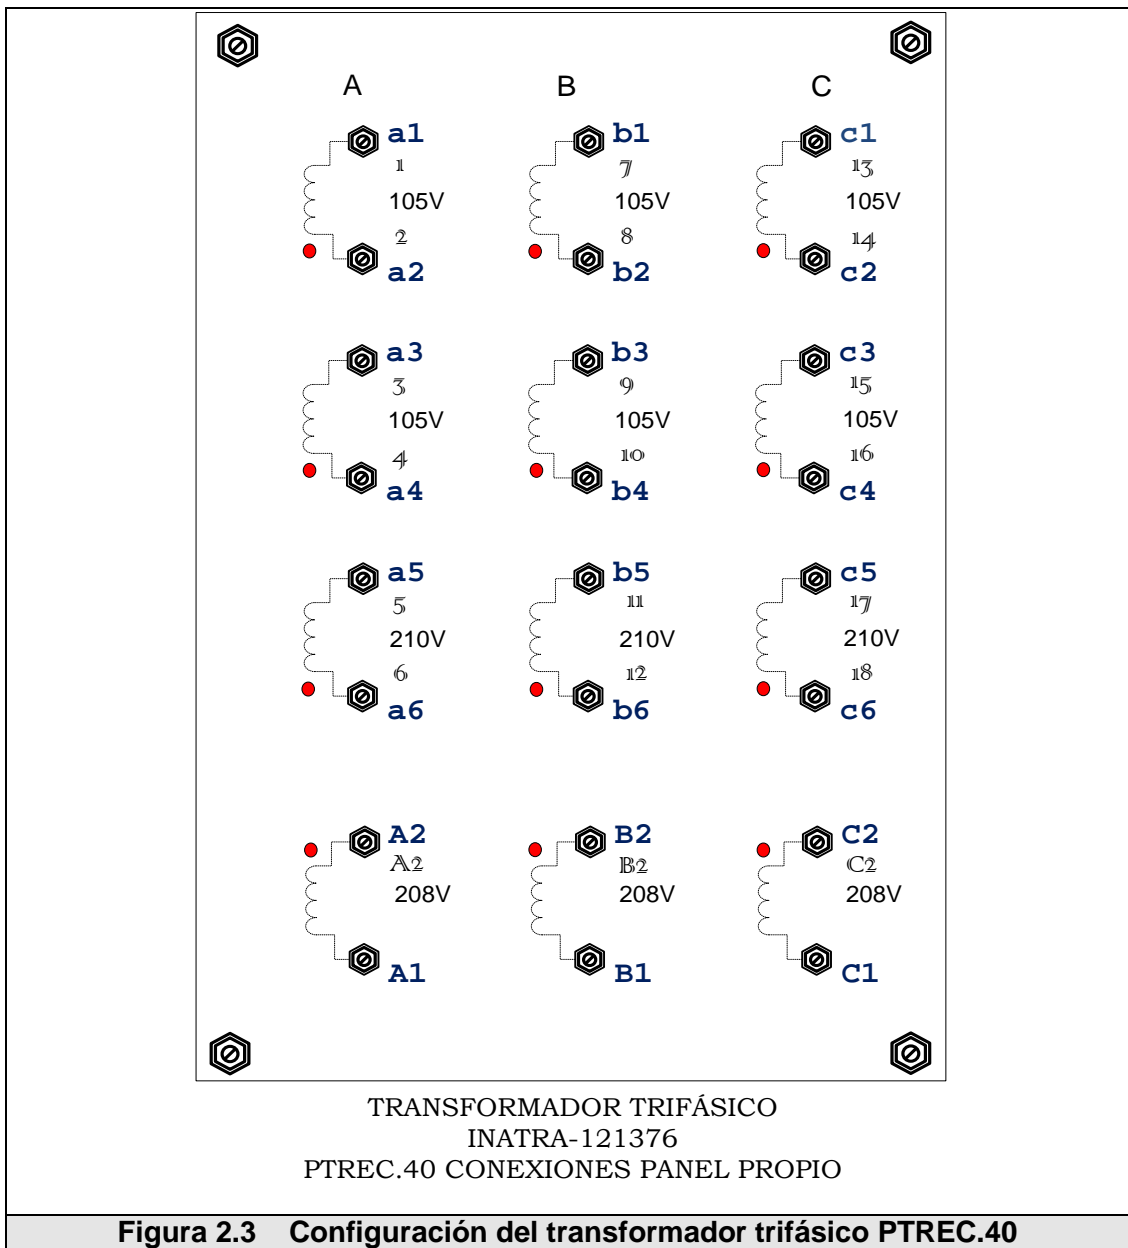 A B C
a1 b1 c1
1 7 13
105V 105V 105V
2 8 14
a2 b2 c2
a3 b3 c3
3 9 15
105V 105V 105V
4 10 16
a4 b4 c4
a5 b5 c5
5 11 17
210V 210V 210V
6 12 18
a6 b6 c6
A2 B2 C2
A2 B2 C2
208V 208V 208V
A1 B1 C1
TRANSFORMADOR TRIFÁSICO
INATRA-121376
PTREC.40 CONEXIONES PANEL PROPIO
Figura 2.3 Configuración del transformador trifásico PTREC.40